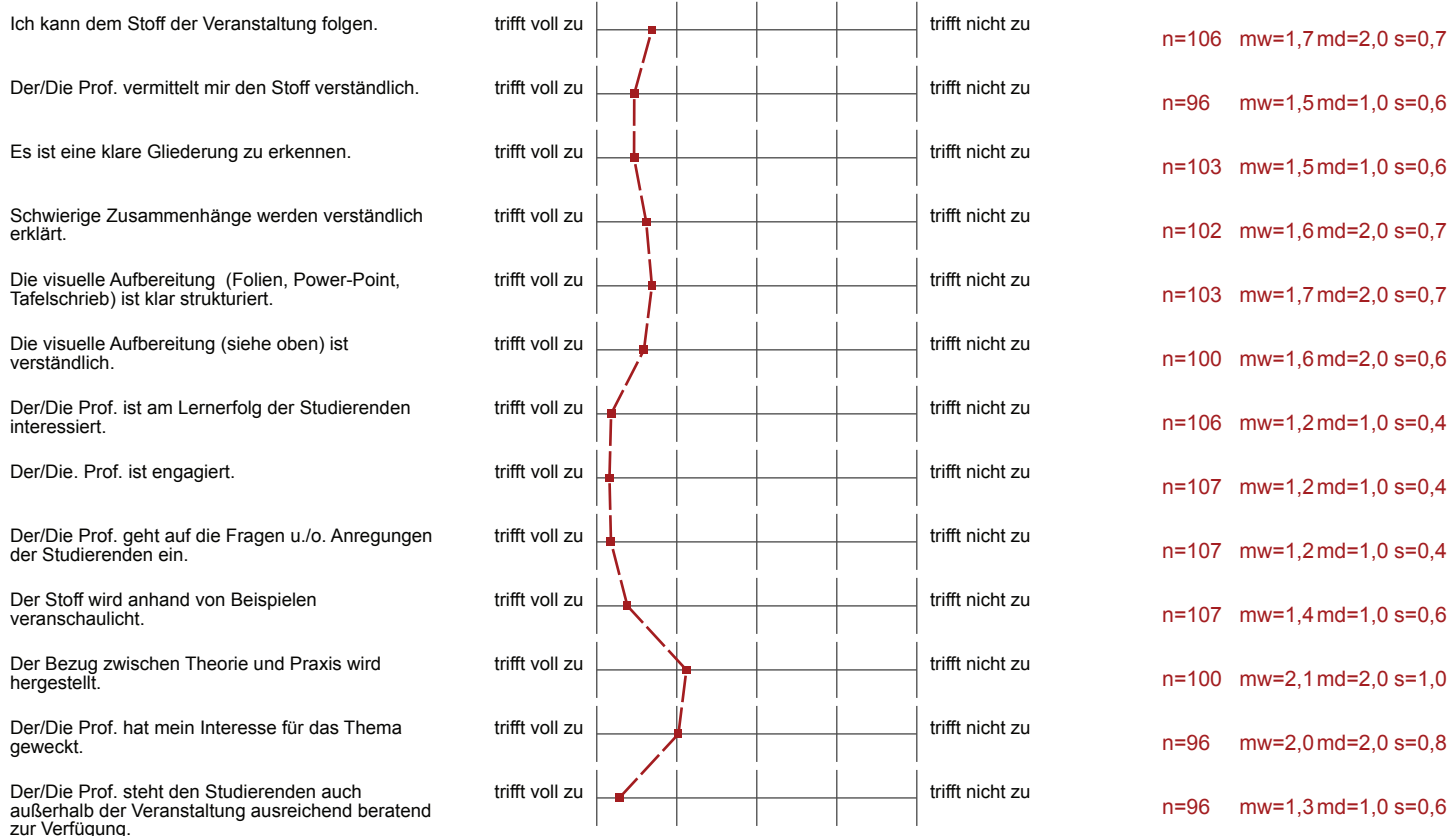 Ich kann dem Stoff der Veranstaltung folgen. trifft voll zu trifft nicht zu
n=106 mw=1,7 md=2,0 s=0,7
Der/Die Prof. vermittelt mir den Stoff verständlich. trifft voll zu trifft nicht zu
n=96 mw=1,5 md=1,0 s=0,6
Es ist eine klare Gliederung zu erkennen. trifft voll zu trifft nicht zu
n=103 mw=1,5 md=1,0 s=0,6
Schwierige Zusammenhänge werden verständlich trifft voll zu trifft nicht zu
erklärt.
n=102 mw=1,6 md=2,0 s=0,7
Die visuelle Aufbereitung (Folien, Power-Point, trifft voll zu trifft nicht zu
Tafelschrieb) ist klar strukturiert.
n=103 mw=1,7 md=2,0 s=0,7
Die visuelle Aufbereitung (siehe oben) ist trifft voll zu trifft nicht zu
verständlich.
n=100 mw=1,6 md=2,0 s=0,6
Der/Die Prof. ist am Lernerfolg der Studierenden trifft voll zu trifft nicht zu
interessiert.
n=106 mw=1,2 md=1,0 s=0,4
Der/Die. Prof. ist engagiert. trifft voll zu trifft nicht zu
n=107 mw=1,2 md=1,0 s=0,4
Der/Die Prof. geht auf die Fragen u./o. Anregungen trifft voll zu trifft nicht zu
der Studierenden ein.
n=107 mw=1,2 md=1,0 s=0,4
Der Stoff wird anhand von Beispielen trifft voll zu trifft nicht zu
veranschaulicht.
n=107 mw=1,4 md=1,0 s=0,6
Der Bezug zwischen Theorie und Praxis wird trifft voll zu trifft nicht zu
hergestellt.
n=100 mw=2,1 md=2,0 s=1,0
Der/Die Prof. hat mein Interesse für das Thema trifft voll zu trifft nicht zu
geweckt.
n=96 mw=2,0 md=2,0 s=0,8
Der/Die Prof. steht den Studierenden auch trifft voll zu trifft nicht zu
außerhalb der Veranstaltung ausreichend beratend
n=96 mw=1,3 md=1,0 s=0,6
zur Verfügung.